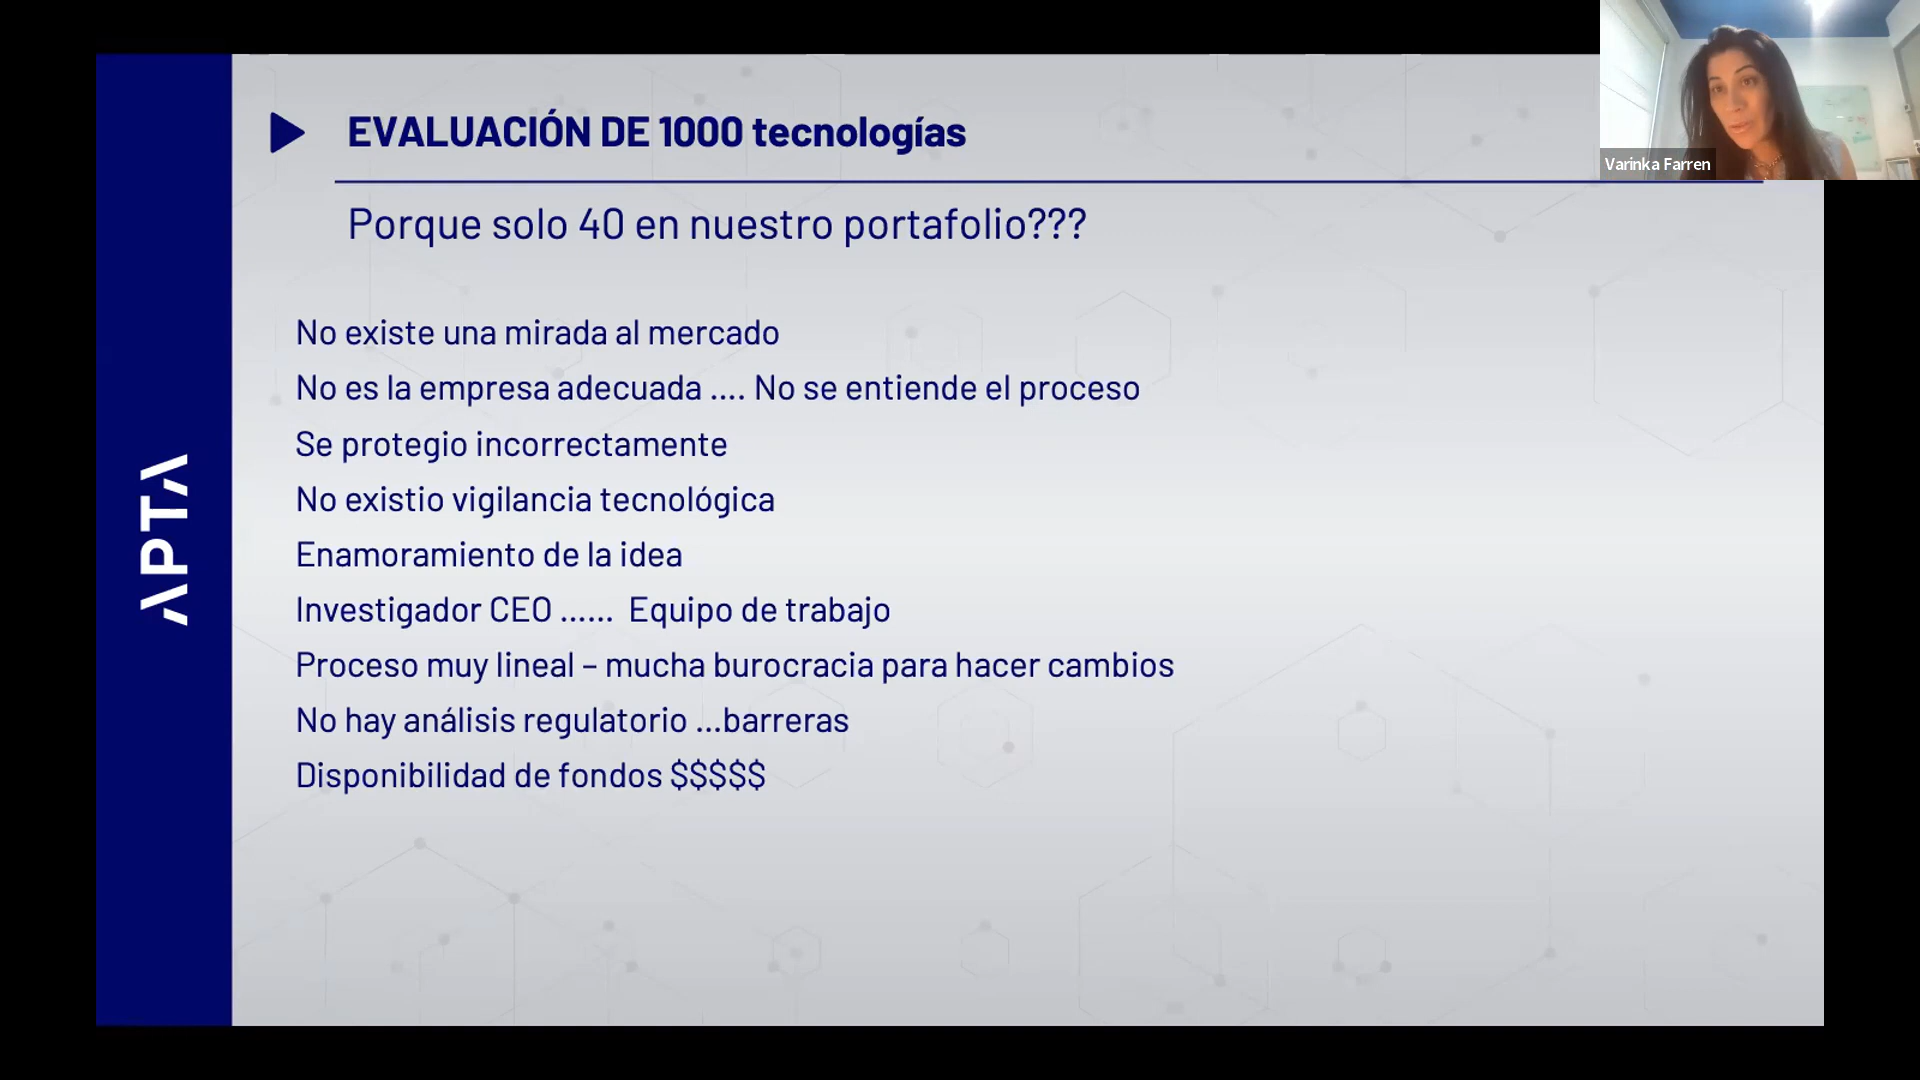 EVALUACIÓN DE 1000 tecnologías
Varinka Farren
Porque solo 40 en nuestro portafolio???
No existe una mirada al mercado
No es la empresa adecuada .... No se entiende el proceso
Se protegio incorrectamente
No existio vigilancia tecnológica
Enamoramiento de la idea
Investigador CEO ...... Equipo de trabajo
Proceso muy lineal – mucha burocracia para hacer cambios
No hay análisis regulatorio ...barreras
Disponibilidad de fondos $$$$$
APTA